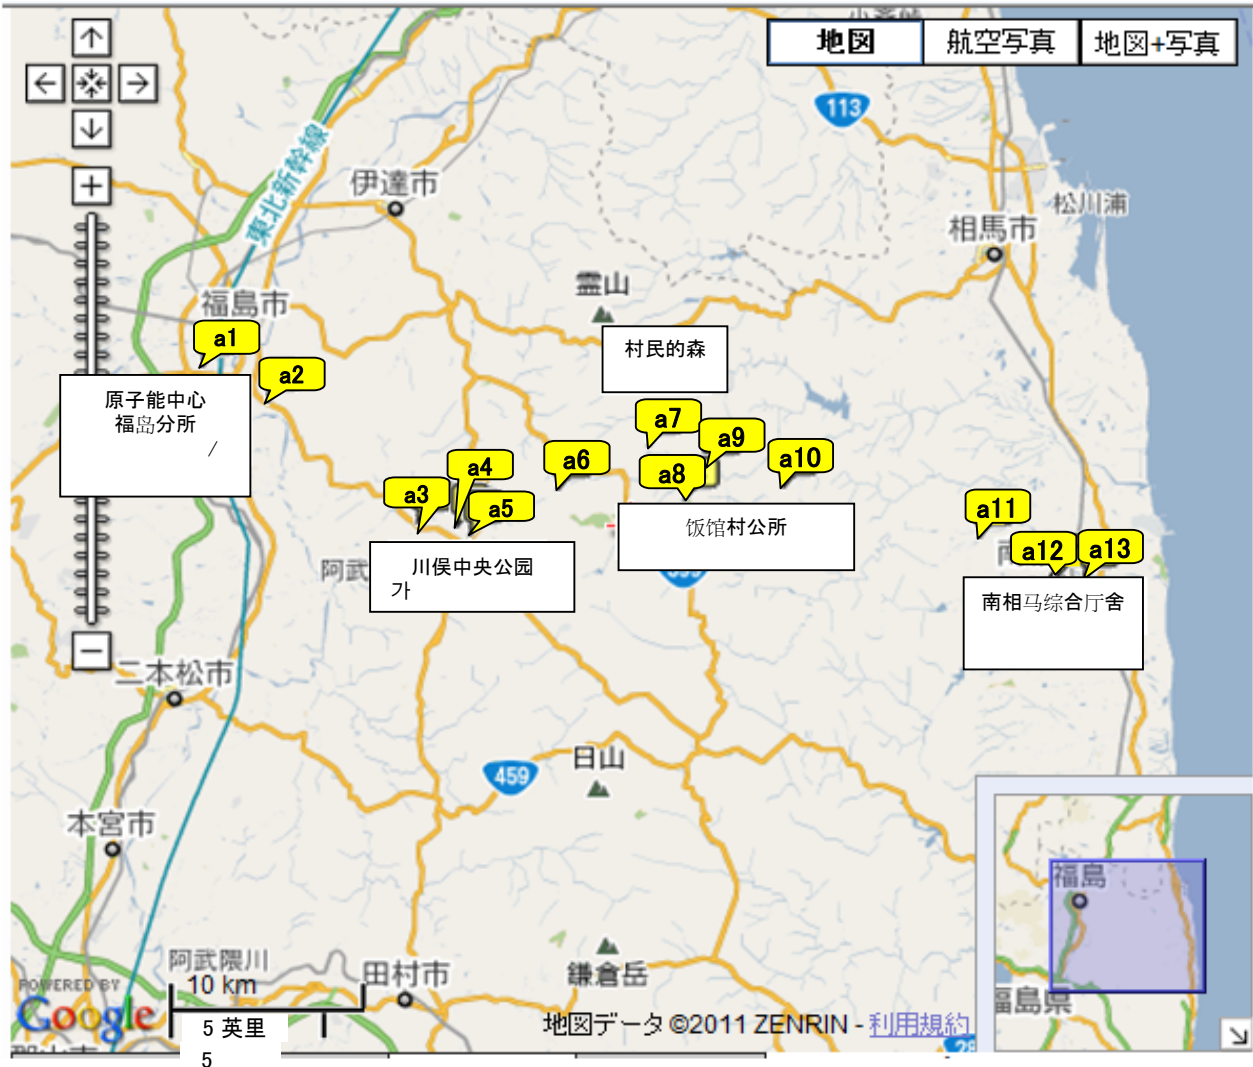 地図
航空写真
地図+写真
113
東北新幹線
伊達市
松川浦
相馬市
霊山
福島市
a1
村民的森
a2
原子能中心
福岛分所
/
a7
a9
a4
a6
a10
a8
a3
a5
a11
饭馆村公所
a12
a13
阿武
川俣中央公园
가
南
南相马综合厅舍
二本松市
日山
459
本宮市
福島
阿武隈川
10 km
田村市
鎌倉岳
福島県
POWERED BY
Google
5 英里
地図データ ©2011 ZENRIN - 利用規約
5